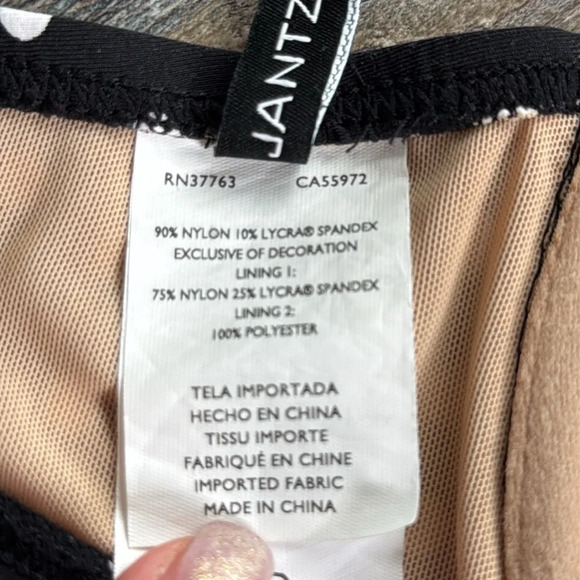 JANTZ
RN37763 CA55972
90% NYLON 10% LYCRA® SPANDEX
EXCLUSIVE OF DECORATION
LINING 1:
75% NYLON 25% LYCRA® SPANDEX
LINING 2:
100% POLYESTER
TELA IMPORTADA
HECHO EN CHINA
TISSU IMPORTE
FABRIQUÉ EN CHINE
IMPORTED FABRIC
MADE IN CHINA